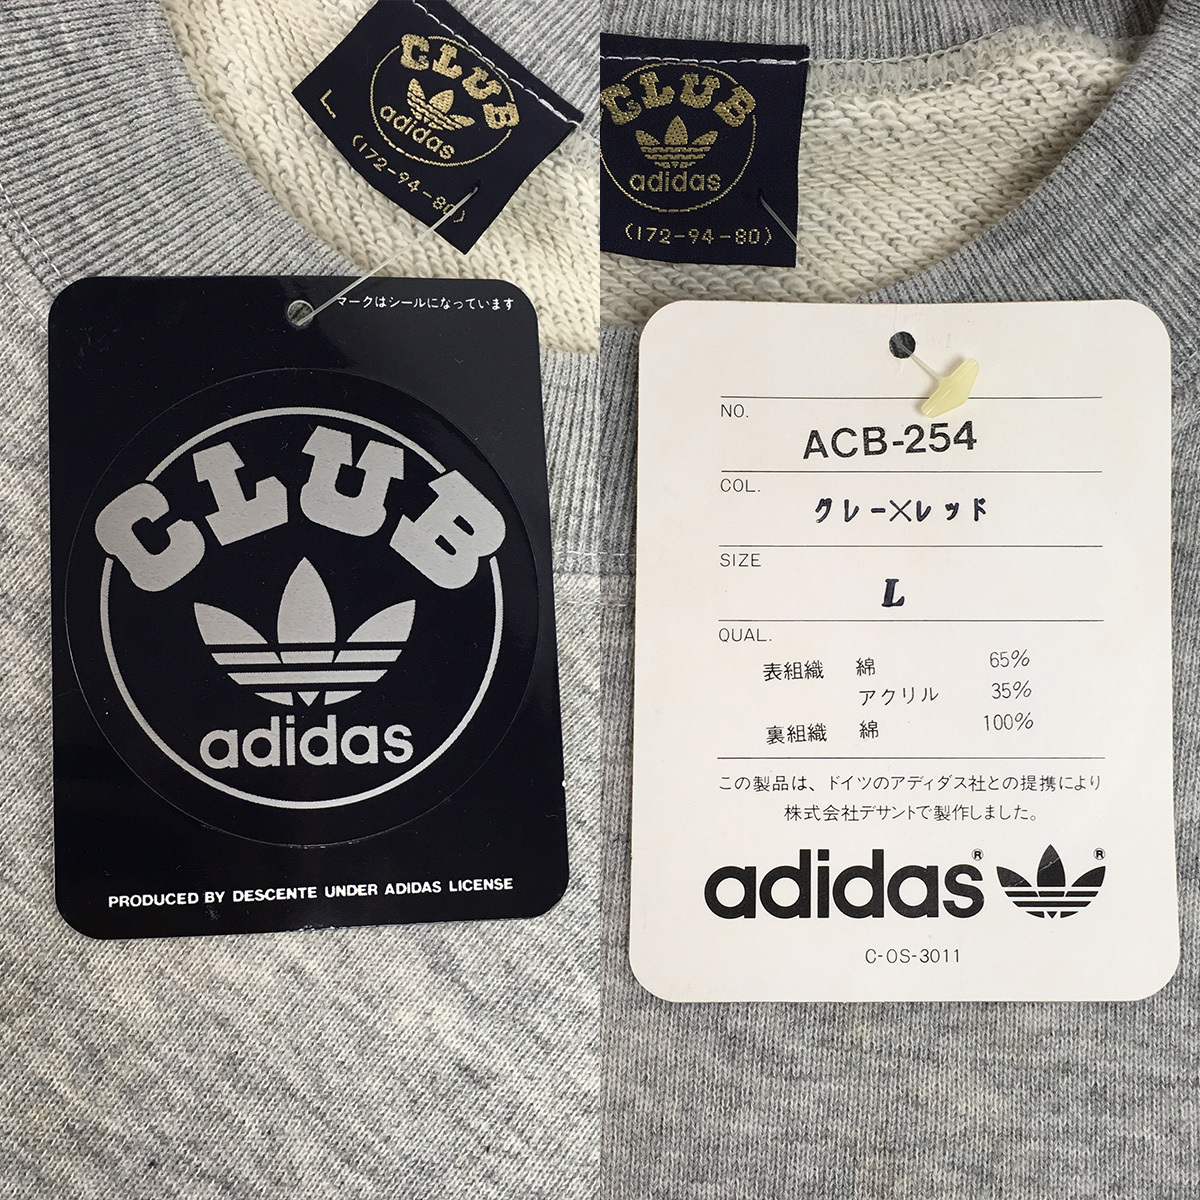 CLUB
adidas
L
(172-94-80)
マークはシールになっています
CLUB
adidas
PRODUCED BY DESCENTE UNDER ADIDAS LICENSE
CLUB
adidas
(172-94-80)
NO.
ACB-254
COL.
グレー×レッド
SIZE
L
QUAL.
表組織 綿 65%
アクリル 35%
裏組織 綿 100%
この製品は、ドイツのアディダス社との提携により
株式会社デサントで製作しました。
adidas® ®
C-OS-3011